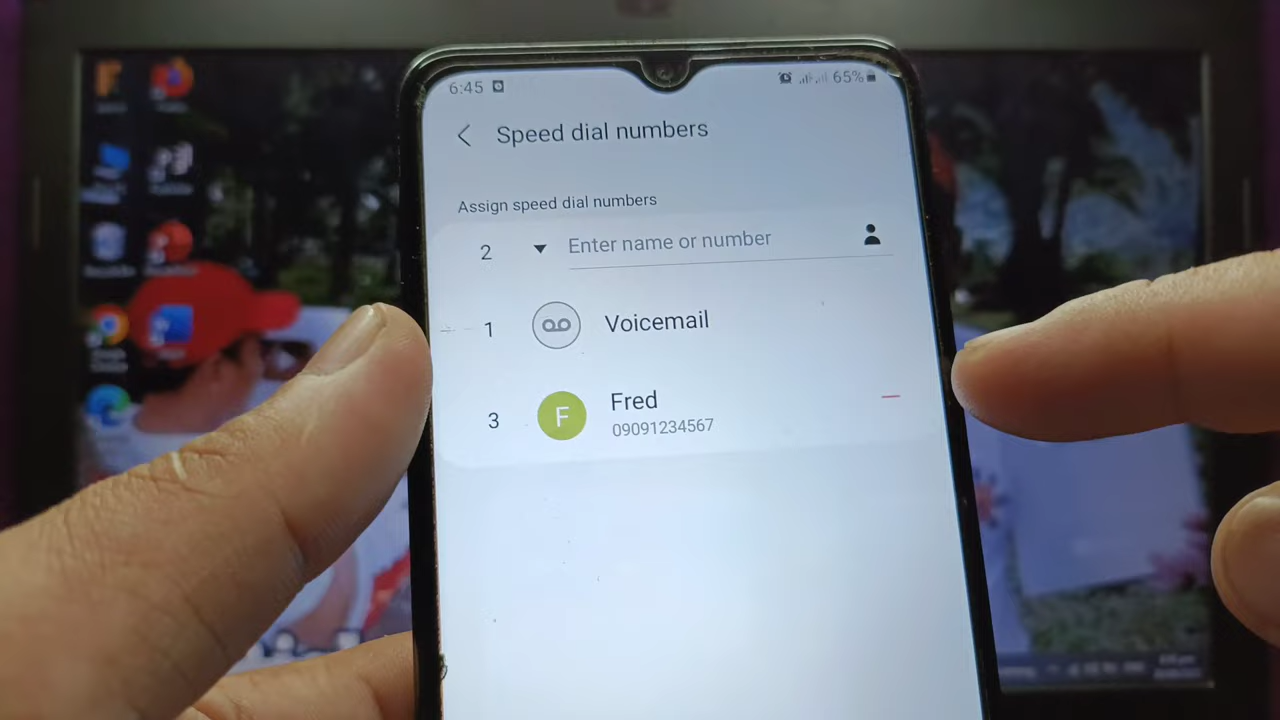 6:45 65%
Speed dial numbers
Assign speed dial numbers
2 Enter name or number
1 Voicemail
3 F Fred
09091234567